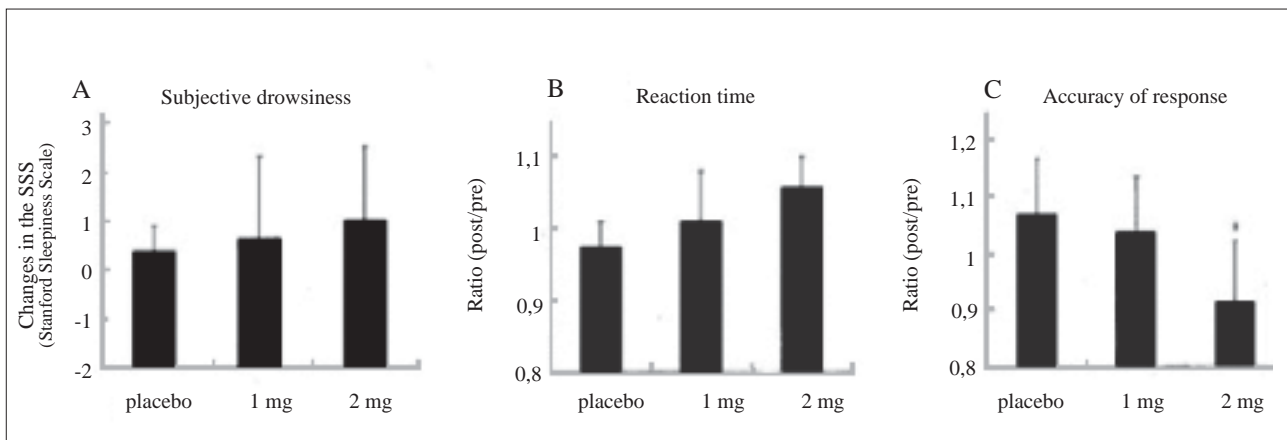 A Subjective drowsiness
Changes in the SSS
(Stanford Sleepiness Scale)
3
2
1
0
-1
-2
placebo 1 mg 2 mg
B Reaction time
Ratio (post/pre)
1,1
1
0,9
0,8
placebo 1 mg 2 mg
C Accuracy of response
Ratio (post/pre)
1,2
1,1
1
0,9
0,8
*
placebo 1 mg 2 mg